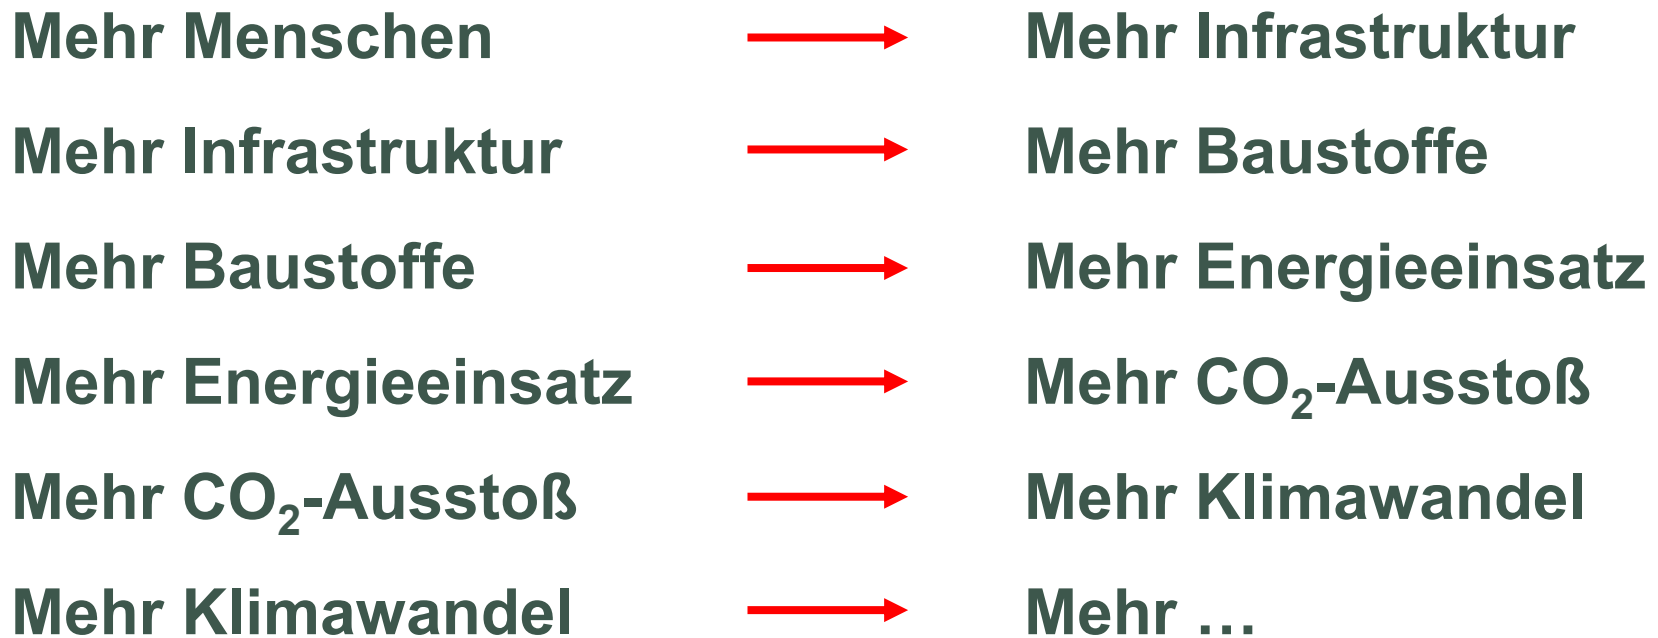 Mehr Menschen Mehr Infrastruktur
Mehr Infrastruktur Mehr Baustoffe
Mehr Baustoffe Mehr Energieeinsatz
Mehr Energieeinsatz Mehr CO₂-Ausstoß
Mehr CO₂-Ausstoß Mehr Klimawandel
Mehr Klimawandel Mehr …